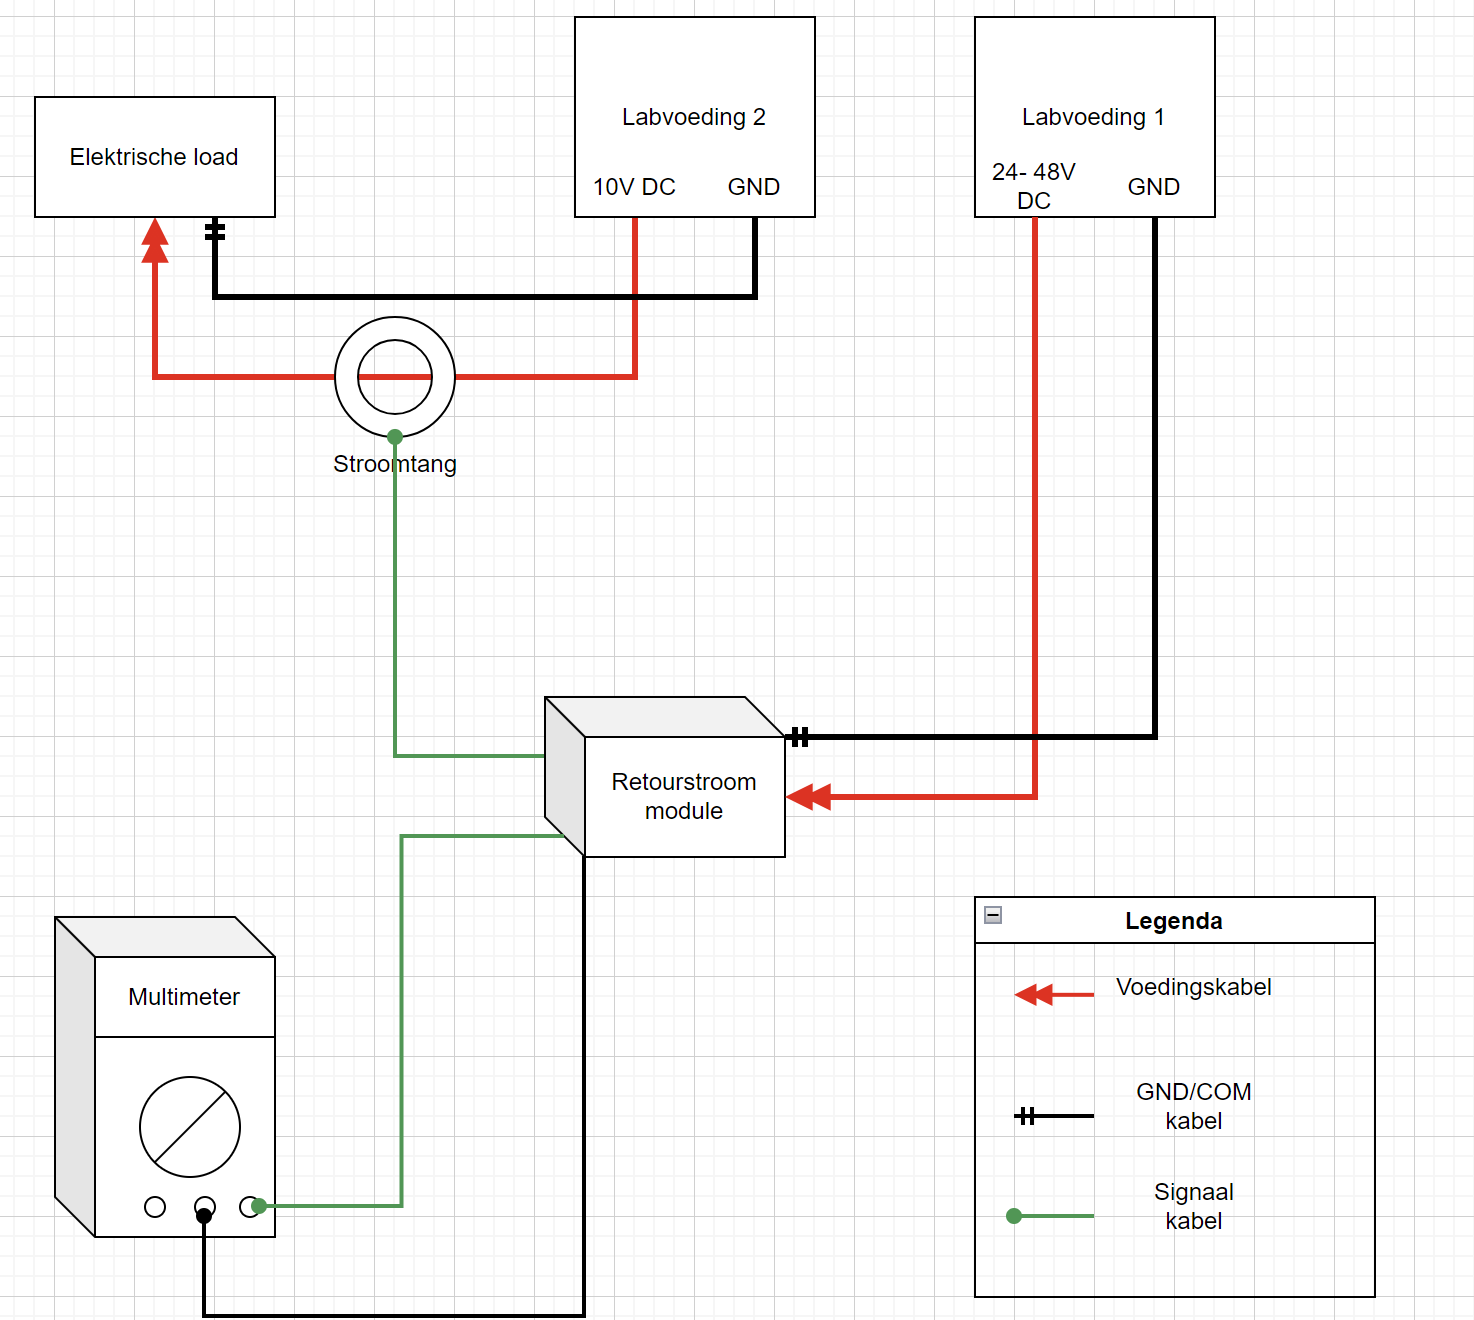 Labvoeding 2
Labvoeding 1
Elektrische load
10V DC
GND
24- 48V
DC
GND
Stroomtang
Retourstroom
module
Legenda
Voedingskabel
Multimeter
GND/COM
kabel
Signaal
kabel